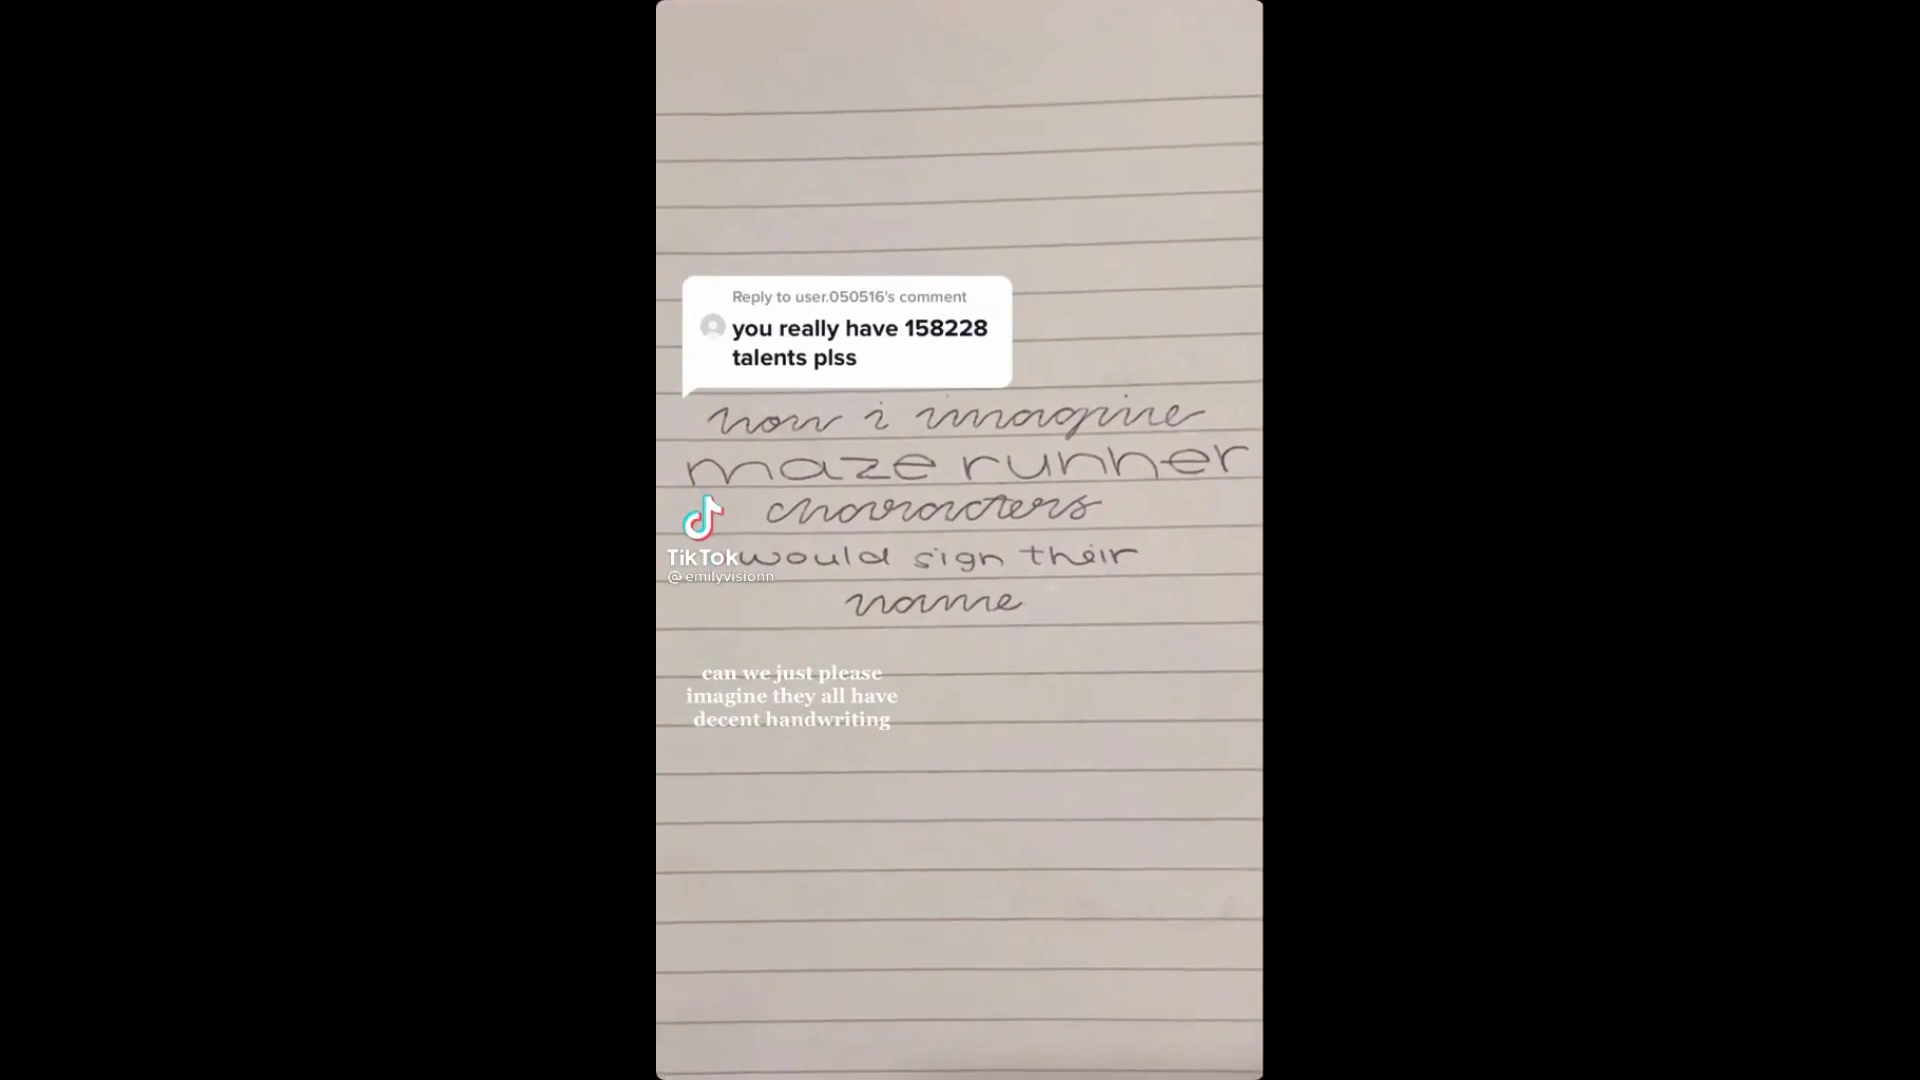 Reply to user.050516's comment
you really have 158228
talents plss
how i imagine
maze runner
characters
TikTok
would sign their
@emilyvisionn
name
can we just please
imagine they all have
decent handwriting